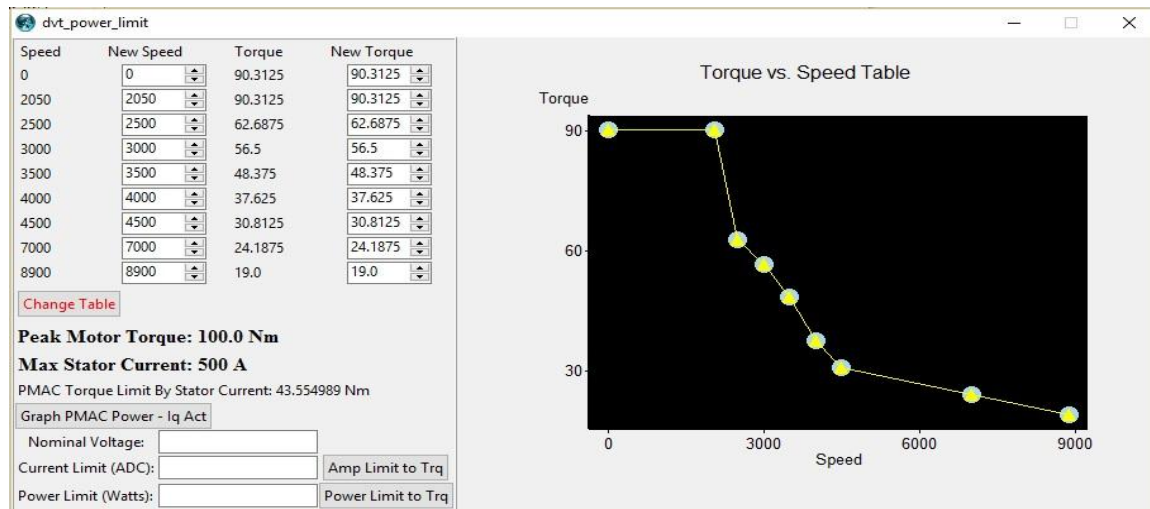 dvt_power_limit
Speed New Speed Torque New Torque
0 0 90.3125 90.3125
2050 2050 90.3125 90.3125
2500 2500 62.6875 62.6875
3000 3000 56.5 56.5
3500 3500 48.375 48.375
4000 4000 37.625 37.625
4500 4500 30.8125 30.8125
7000 7000 24.1875 24.1875
8900 8900 19.0 19.0
Change Table
Peak Motor Torque: 100.0 Nm
Max Stator Current: 500 A
PMAC Torque Limit By Stator Current: 43.554989 Nm
Graph PMAC Power - Iq Act
Nominal Voltage:
Current Limit (ADC): Amp Limit to Trq
Power Limit (Watts): Power Limit to Trq
Torque vs. Speed Table
Torque
90
60
30
0 3000 6000 9000
Speed